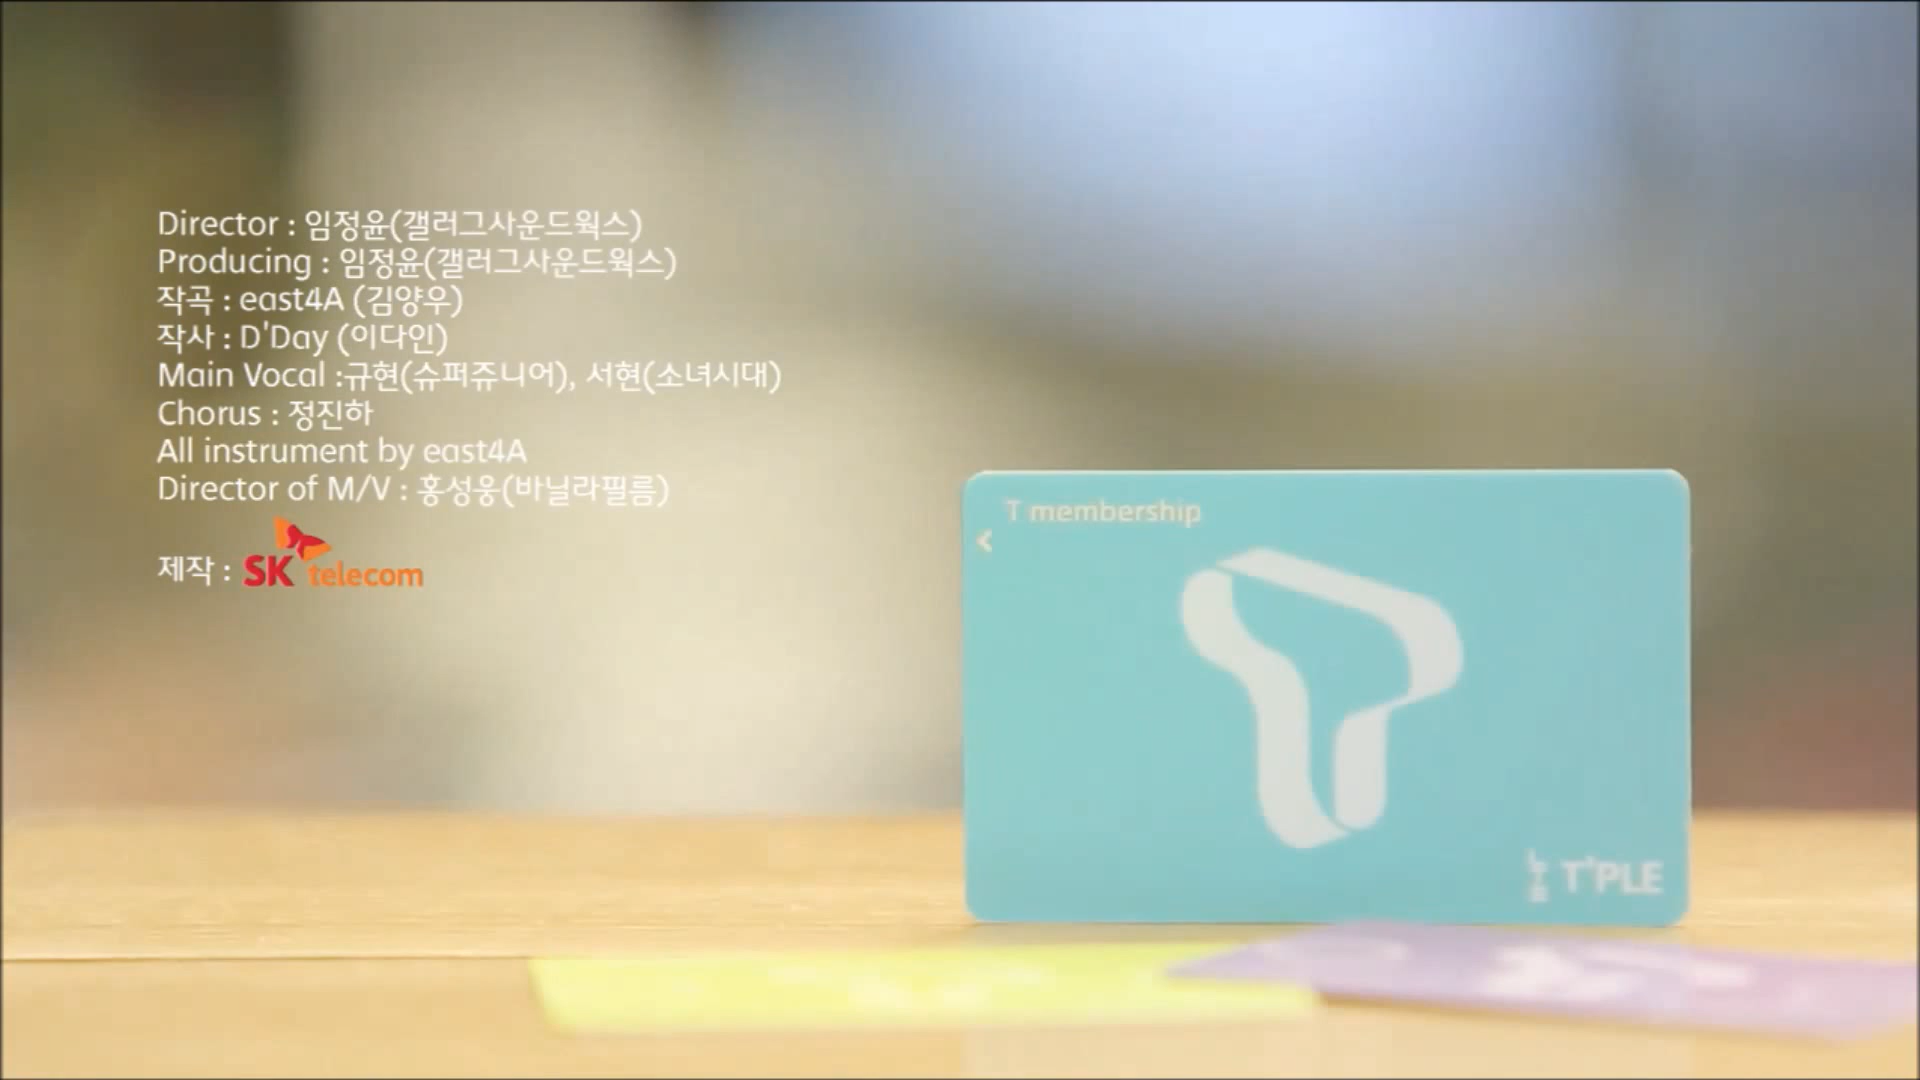 Director : 임정윤(갤러그사운드웍스)
Producing : 임정윤(갤러그사운드웍스)
작곡 : east4A (김양우)
작사 : D'Day (이다인)
Main Vocal :규현(슈퍼쥬니어), 서현(소녀시대)
Chorus : 정진하
All instrument by east4A
Director of M/V : 홍성웅(바닐라필름)
제작 : SK telecom
T membership
T'PLE